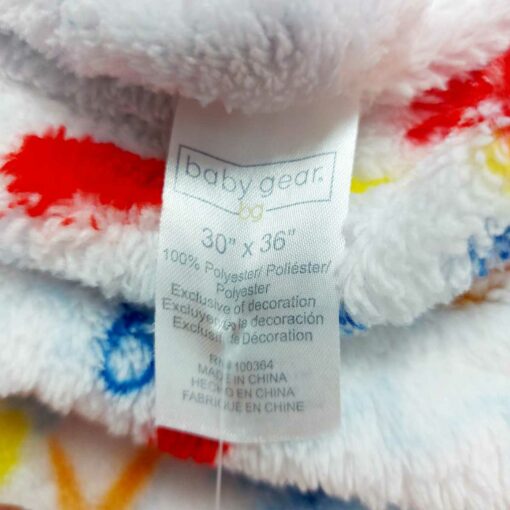 baby gear.
bg
30" x 36"
100% Polyester/ Poliéster/
Polyester
Exclusive of decoration
Excluye de la decoración
Exclusif de Décoration
RN# 100364
MADE IN CHINA
HECHO EN CHINA
FABRIQUE EN CHINE